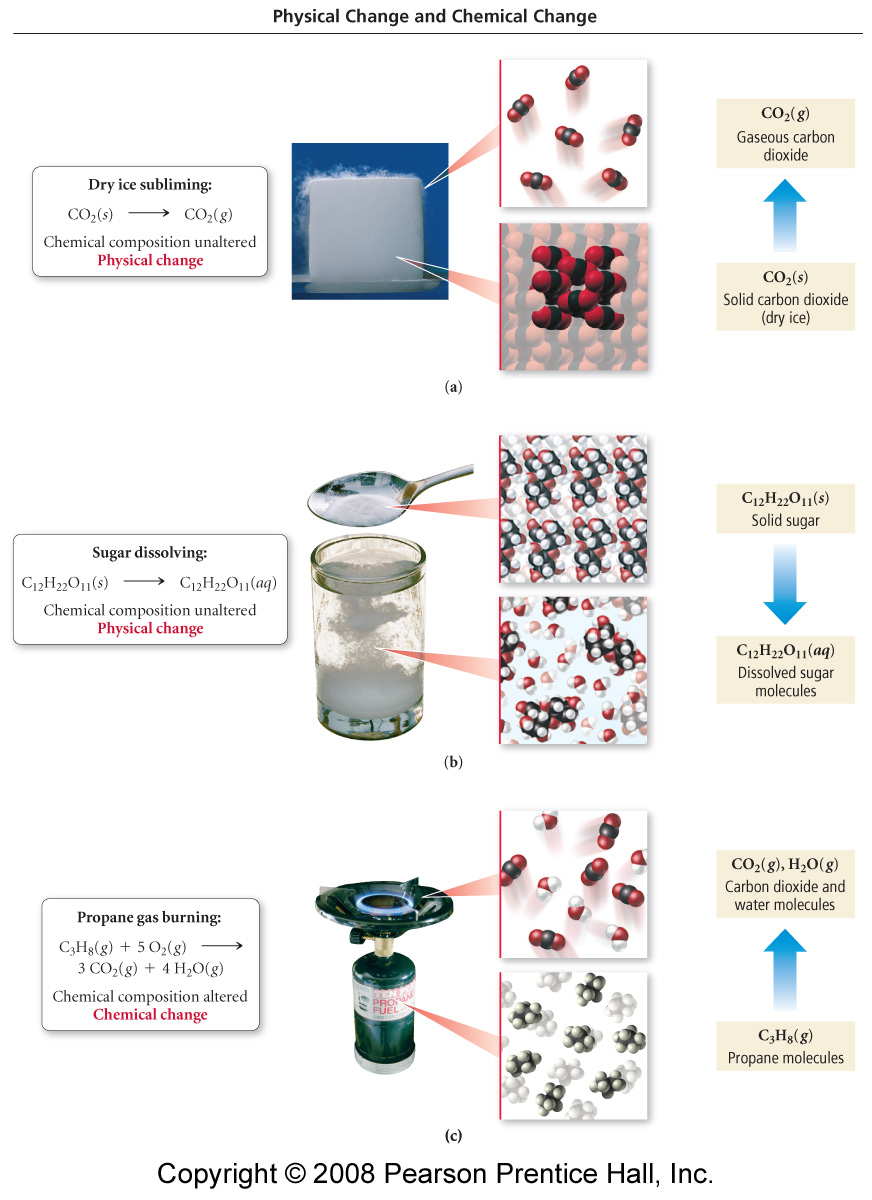 Physical Change and Chemical Change
Dry ice subliming:
CO₂(s) ⟶ CO₂(g)
Chemical composition unaltered
Physical change
CO₂(g)
Gaseous carbon
dioxide
CO₂(s)
Solid carbon dioxide
(dry ice)
(a)
Sugar dissolving:
C₁₂H₂₂O₁₁(s) ⟶ C₁₂H₂₂O₁₁(aq)
Chemical composition unaltered
Physical change
C₁₂H₂₂O₁₁(s)
Solid sugar
C₁₂H₂₂O₁₁(aq)
Dissolved sugar
molecules
(b)
Propane gas burning:
C₃H₈(g) + 5 O₂(g) ⟶
3 CO₂(g) + 4 H₂O(g)
Chemical composition altered
Chemical change
PROPANE
FUEL
CO₂(g), H₂O(g)
Carbon dioxide and
water molecules
C₃H₈(g)
Propane molecules
(c)
Copyright © 2008 Pearson Prentice Hall, Inc.